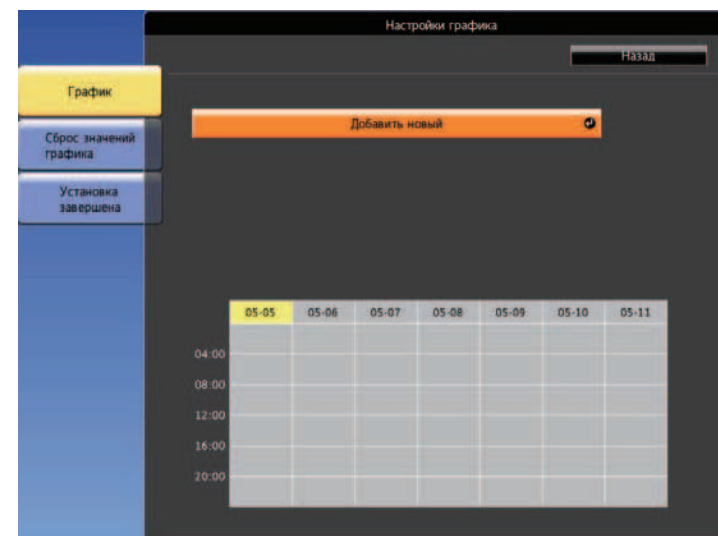 Настройки графика
Назад
График
Добавить новый
Сброс значений
графика
Установка
завершена
05-05 05-06 05-07 05-08 05-09 05-10 05-11
04:00
08:00
12:00
16:00
20:00